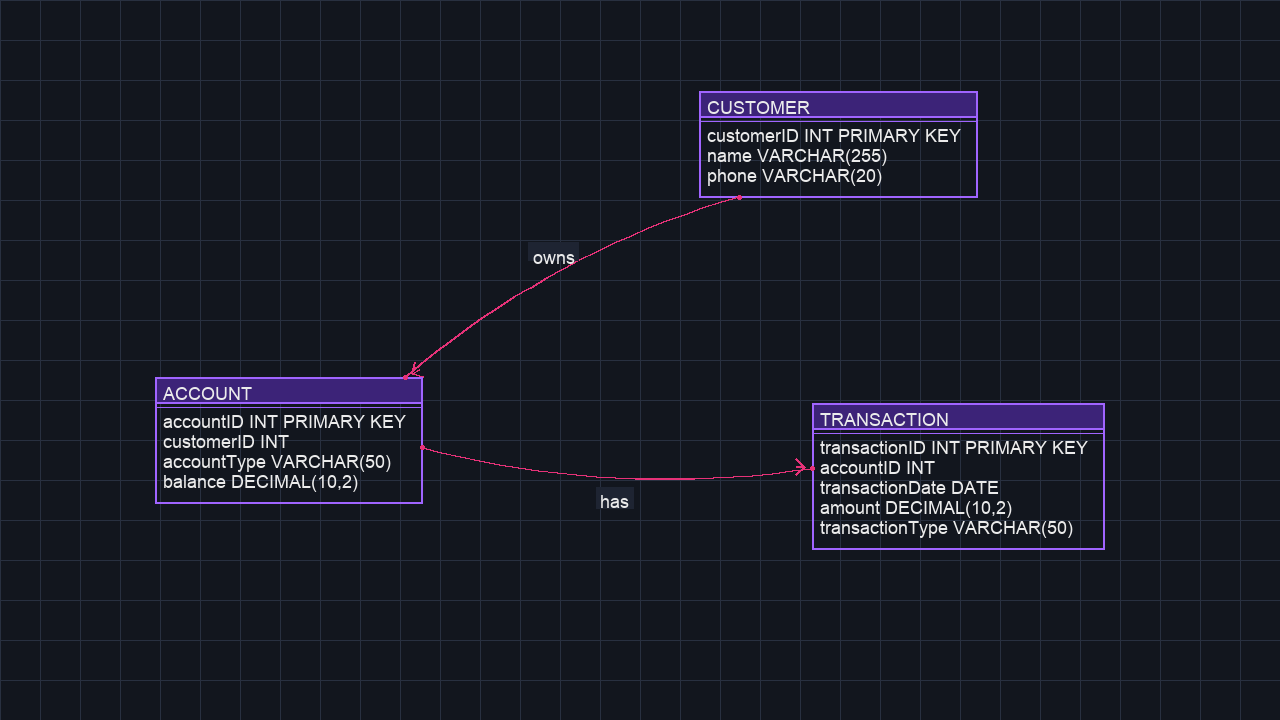 CUSTOMER
customerID INT PRIMARY KEY
name VARCHAR(255)
phone VARCHAR(20)
owns
ACCOUNT
accountID INT PRIMARY KEY
customerID INT
accountType VARCHAR(50)
balance DECIMAL(10,2)
TRANSACTION
transactionID INT PRIMARY KEY
accountID INT
transactionDate DATE
amount DECIMAL(10,2)
transactionType VARCHAR(50)
has